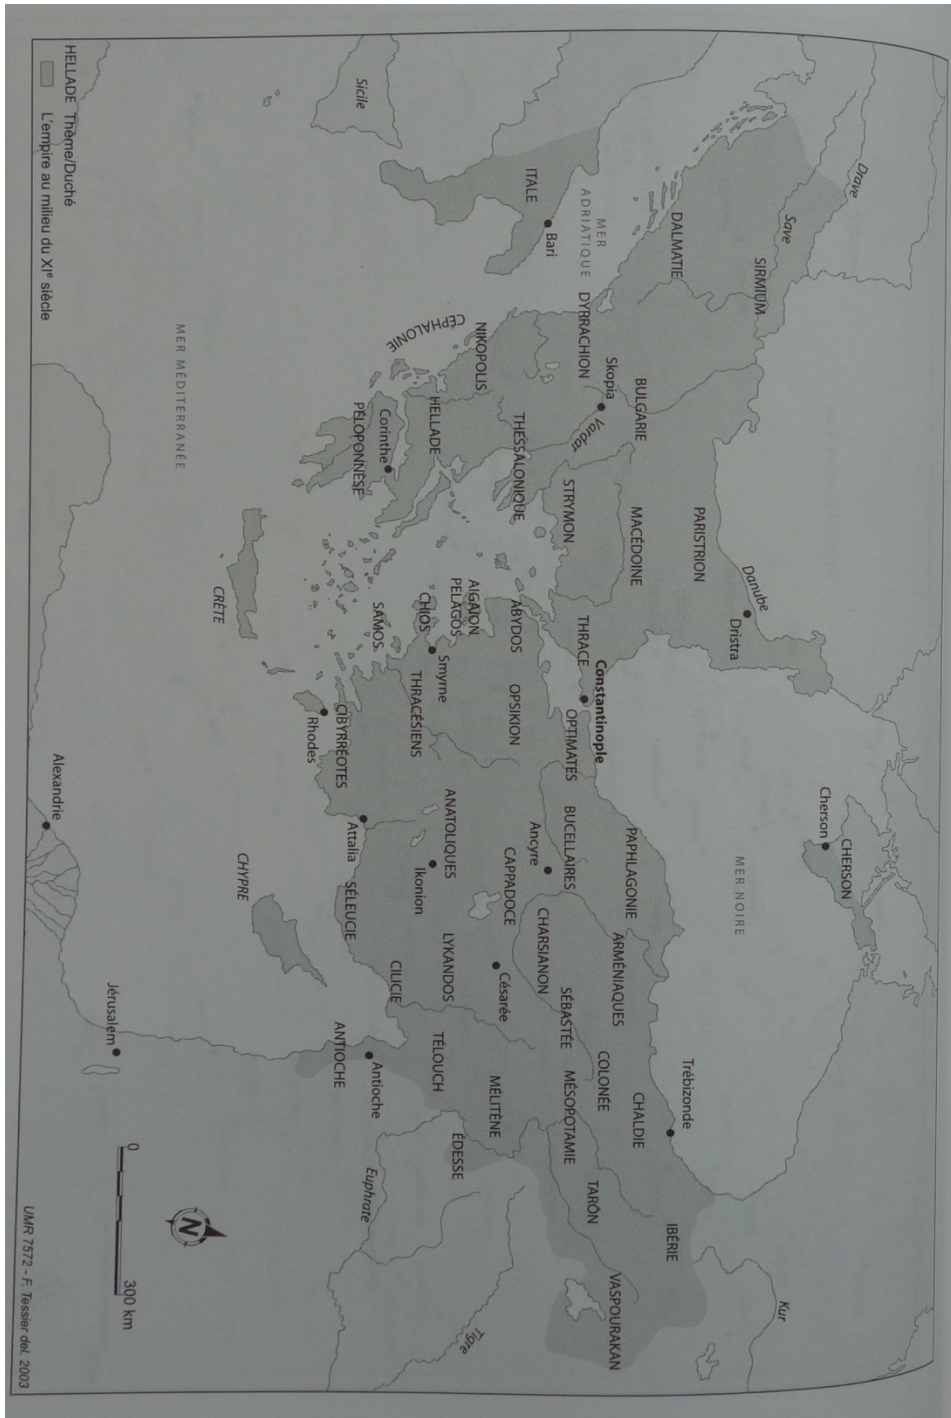 Drave
Save
SIRMIUM
DALMATIE
MER
ADRIATIQUE
ITALE
Bari
Sicile
DYRRACHION
Skopia
BULGARIE
Vardar
NIKOPOLIS
CÉPHALONIE
THESSALONIQUE
HELLADE
Corinthe
PÉLOPONNÈSE
STRYMON
MACÉDOINE
PARISTRION
Danube
Dristra
THRACE
Constantinople
ABYDOS
AIGAION
PELAGOS
CHIOS
SAMOS
Smyrne
CRÈTE
Rhodes
CIBYRRÉOTES
THRACÉSIENS
OPSIKION
OPTIMATES
BUCELLAIRES
PAPHLAGONIE
MER NOIRE
Cherson
CHERSON
Ancyre
ANATOLIQUES
Ikonion
Attalia
CAPPADOCE
CHARSIANON
SÉLEUCIE
CHYPRE
LYKANDOS
Césarée
CILICIE
ARMÉNIAQUES
SÉBASTÉE
COLONÉE
Trébizonde
CHALDIE
MÉSOPOTAMIE
MÉLITÈNE
TÉLOUCH
ANTIOCHE
Antioche
ÉDESSE
TARÔN
IBÉRIE
VASPOURAKAN
Kur
Euphrate
Tigre
MER MÉDITERRANÉE
Alexandrie
Jérusalem
0
300 km
N
HELLADE Thème/Duché
L'empire au milieu du XIe siècle
UMR 7572 - F. Tessier del. 2003